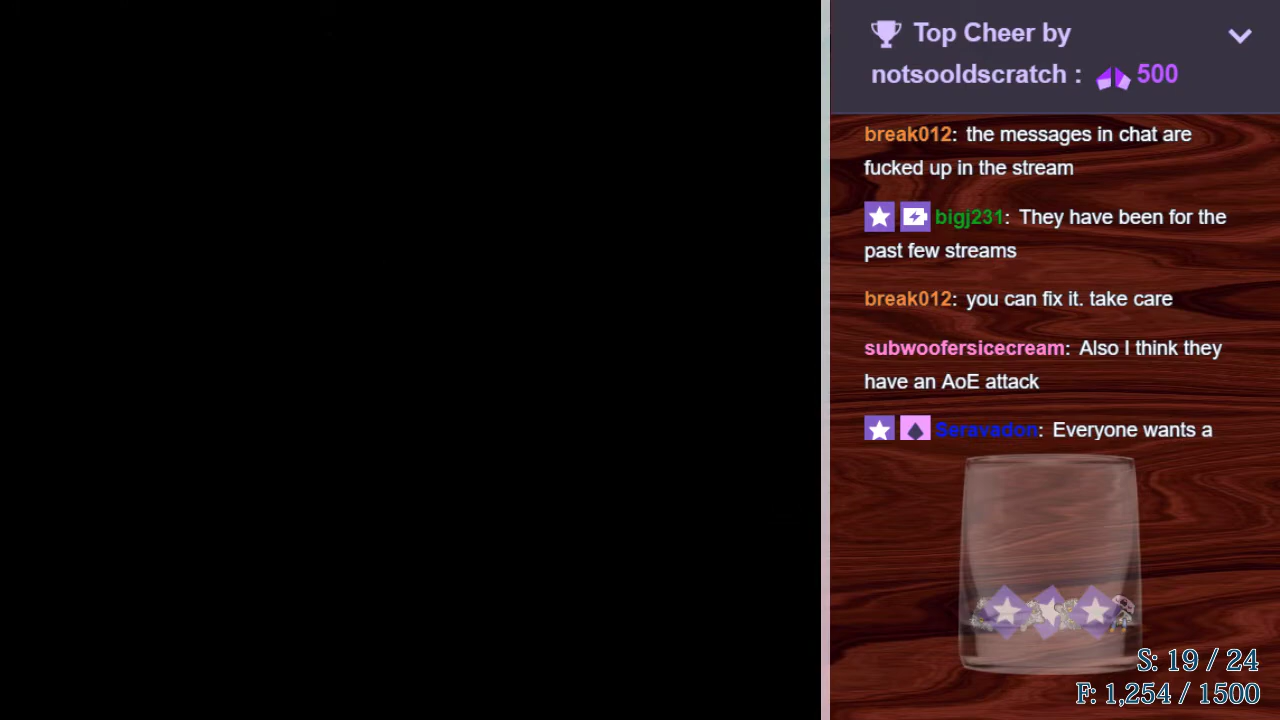 Top Cheer by
notsooldscratch : 500
break012: the messages in chat are
fucked up in the stream
bigj231: They have been for the
past few streams
break012: you can fix it. take care
subwoofersicecream: Also I think they
have an AoE attack
Seravadon: Everyone wants a
S: 19 / 24
F: 1,254 / 1500